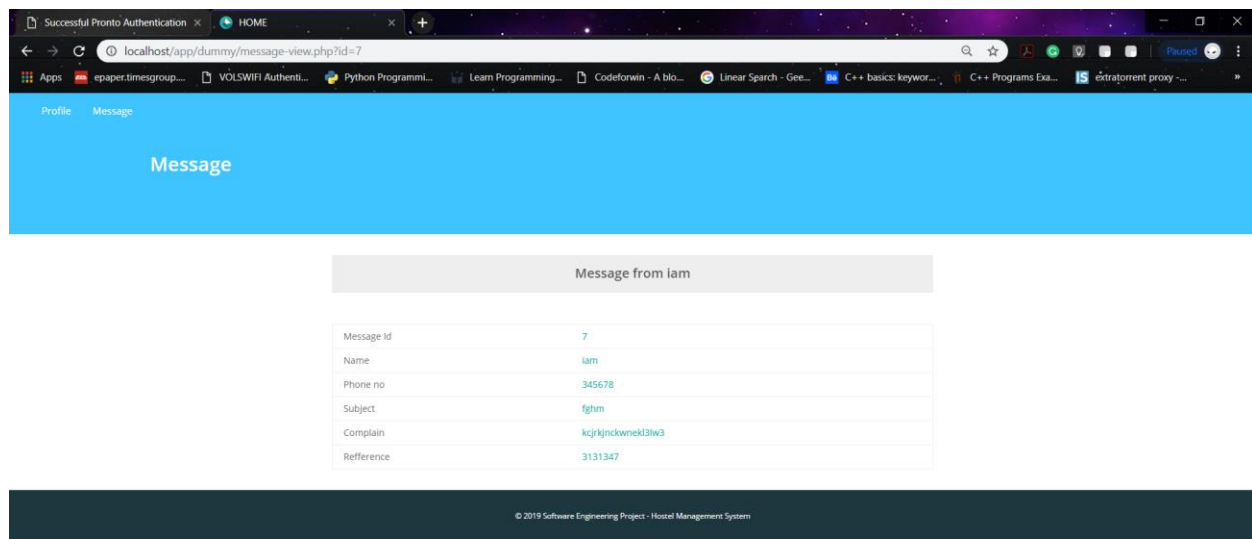 Successful Pronto Authentication
HOME
localhost/app/dummy/message-view.php?id=7
Paused
Apps
epaper.timesgroup....
VOLSWIFI Authenti...
Python Programmi...
Learn Programming...
Codeforwin - A blo...
Linear Search - Gee...
C++ basics: keywor...
C++ Programs Exa...
extratorrent proxy -...
Profile Message
Message
Message from iam
Message Id 7
Name iam
Phone no 345678
Subject fghm
Complain kcjrkjnckwnekl3lw3
Refference 3131347
© 2019 Software Engineering Project - Hostel Management System